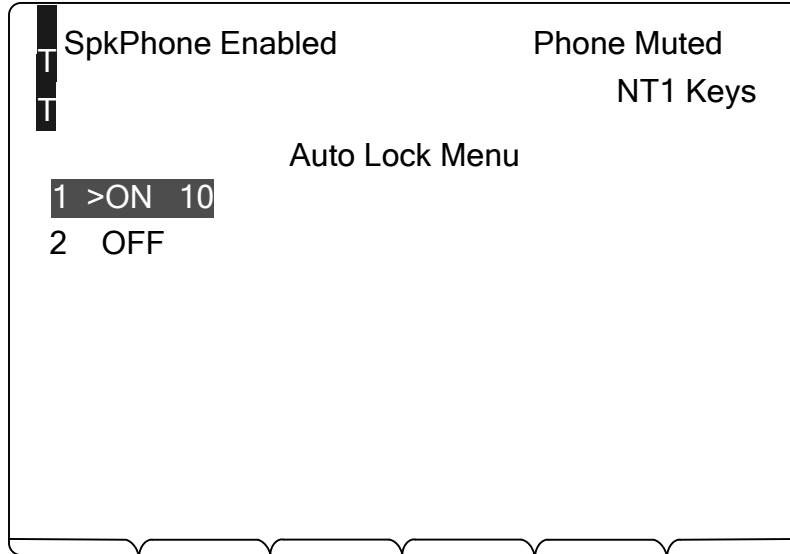 T SpkPhone Enabled Phone Muted
T NT1 Keys
Auto Lock Menu
1 >ON 10
2 OFF